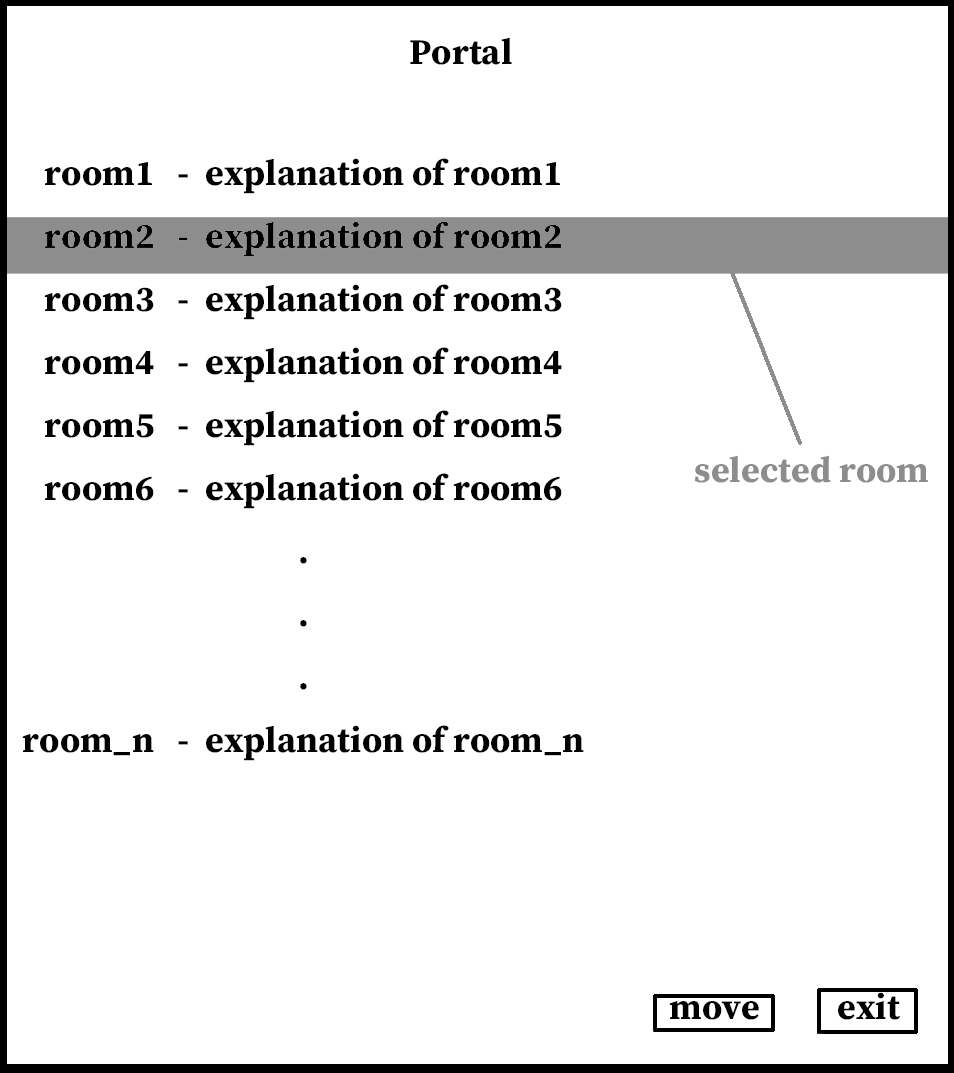 Portal
room1 - explanation of room1
room2 - explanation of room2
room3 - explanation of room3
room4 - explanation of room4
room5 - explanation of room5
room6 - explanation of room6
selected room
.
.
.
room_n - explanation of room_n
move exit